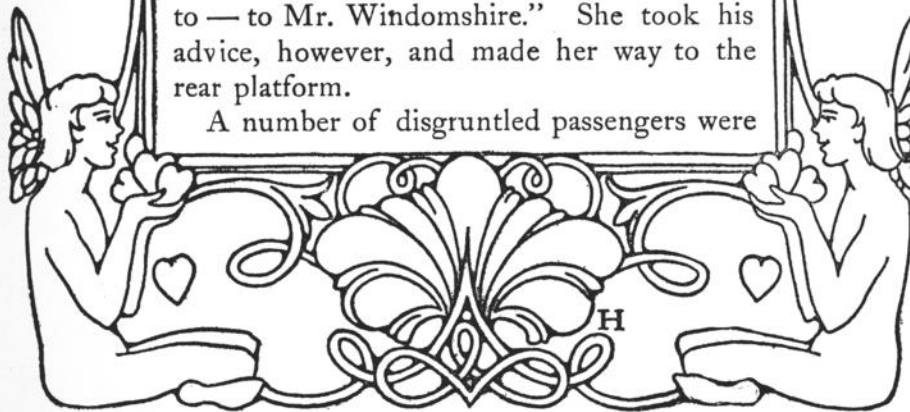 to — to Mr. Windomshire." She took his
advice, however, and made her way to the
rear platform.
A number of disgruntled passengers were
H